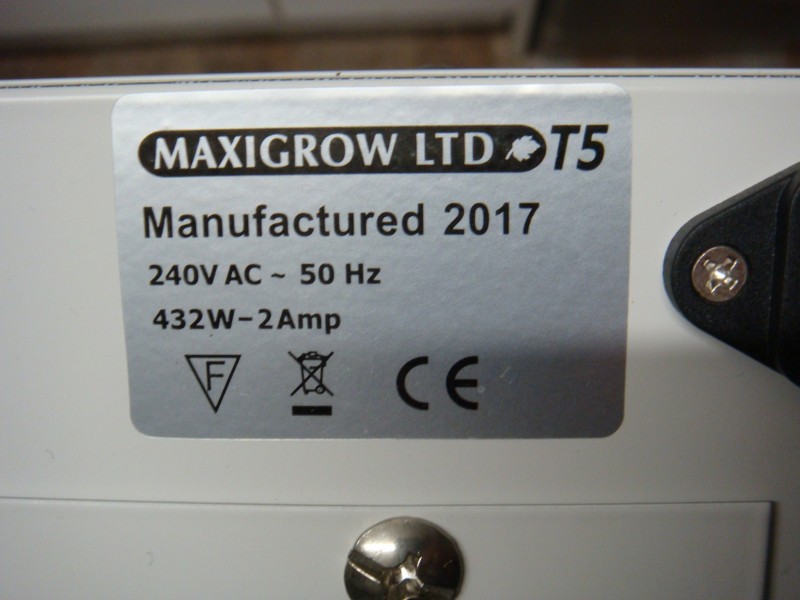 MAXIGROW LTD T5
Manufactured 2017
240V AC ~ 50 Hz
432W-2Amp
F
CE